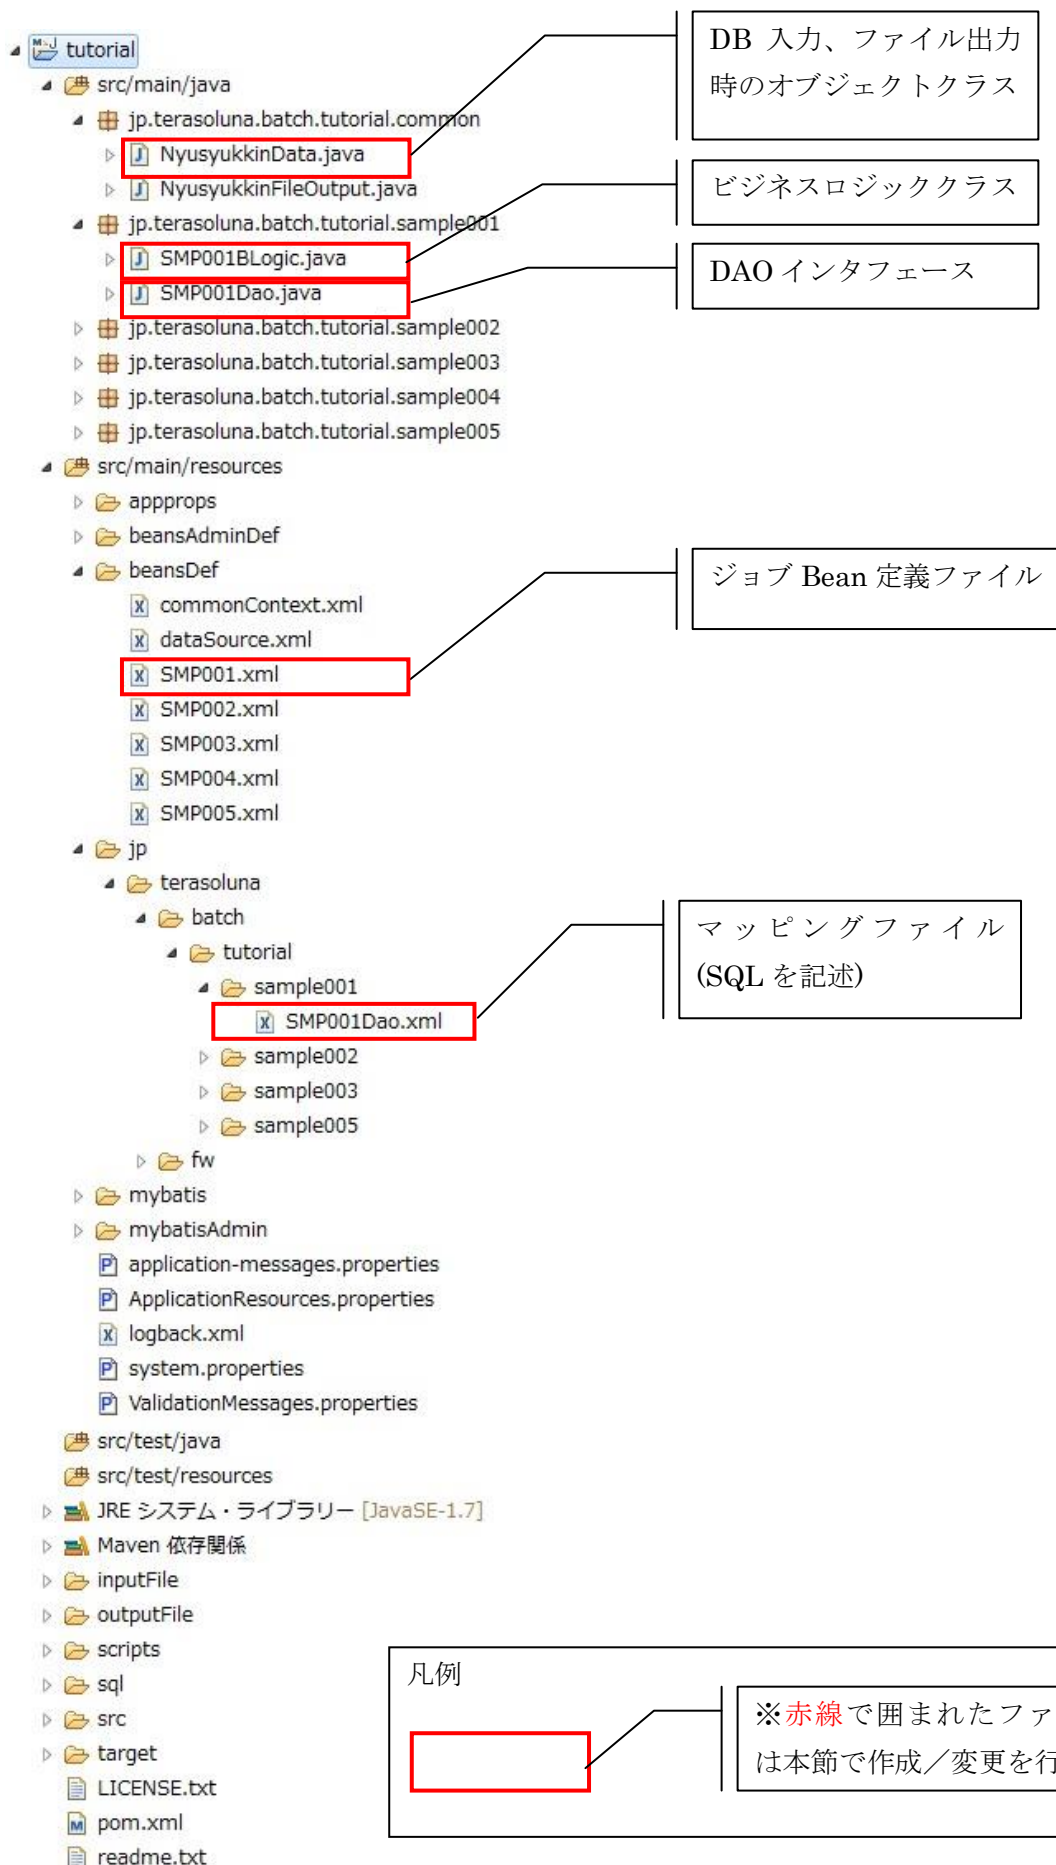 tutorial
src/main/java
jp.terasoluna.batch.tutorial.common
NyusyukkinData.java
NyusyukkinFileOutput.java
jp.terasoluna.batch.tutorial.sample001
SMP001BLogic.java
SMP001Dao.java
jp.terasoluna.batch.tutorial.sample002
jp.terasoluna.batch.tutorial.sample003
jp.terasoluna.batch.tutorial.sample004
jp.terasoluna.batch.tutorial.sample005
src/main/resources
appprops
beansAdminDef
beansDef
commonContext.xml
dataSource.xml
SMP001.xml
SMP002.xml
SMP003.xml
SMP004.xml
SMP005.xml
jp
terasoluna
batch
tutorial
sample001
SMP001Dao.xml
sample002
sample003
sample005
fw
mybatis
mybatisAdmin
application-messages.properties
ApplicationResources.properties
logback.xml
system.properties
ValidationMessages.properties
src/test/java
src/test/resources
JRE システム・ライブラリー [JavaSE-1.7]
Maven 依存関係
inputFile
outputFile
scripts
sql
src
target
LICENSE.txt
pom.xml
readme.txt
DB 入力、ファイル出力
時のオブジェクトクラス
ビジネスロジッククラス
DAO インタフェース
ジョブ Bean 定義ファイル
マッピングファイル
(SQL を記述)
凡例
※赤線で囲まれたファ
は本節で作成／変更を行